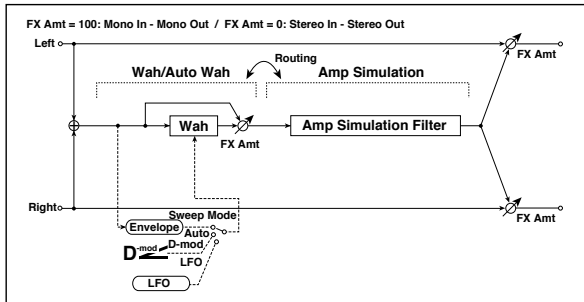 FX Amt = 100: Mono In - Mono Out / FX Amt = 0: Stereo In - Stereo Out
Left
FX Amt
Routing
Wah/Auto Wah
Amp Simulation
Wah
FX Amt
Amp Simulation Filter
Right
FX Amt
Sweep Mode
Envelope
Auto
D-mod
D-mod
LFO
LFO